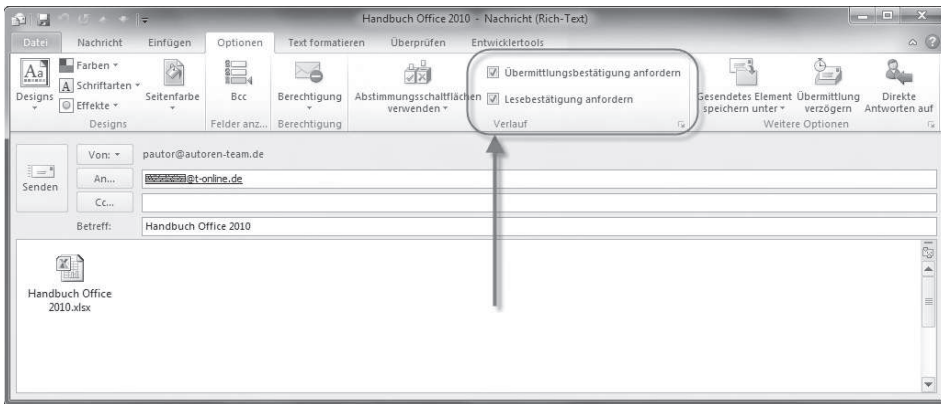 Handbuch Office 2010 - Nachricht (Rich-Text)
Datei Nachricht Einfügen Optionen Text formatieren Überprüfen Entwicklertools
Designs
Farben
Schriftarten
Effekte
Designs
Seitenfarbe
Bcc
Felder anz...
Berechtigung
Berechtigung
Abstimmungsschaltflächen
verwenden
Übermittlungsbestätigung anfordern
Lesebestätigung anfordern
Verlauf
Gesendetes Element
speichern unter
Übermittlung
verzögern
Direkte
Antworten auf
Weitere Optionen
Senden
Von: pautor@autoren-team.de
An... @t-online.de
Cc...
Betreff: Handbuch Office 2010
Handbuch Office
2010.xlsx